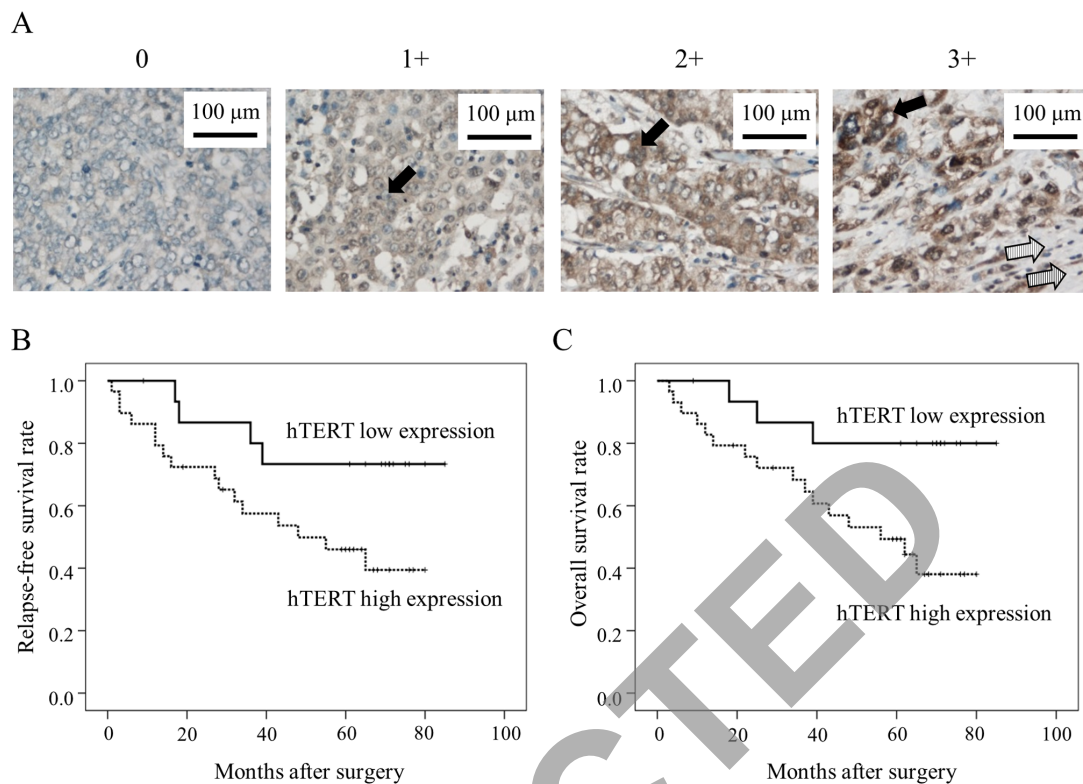 A
0
1+
2+
3+
100 μm
100 μm
100 μm
100 μm
B
1.0
0.8
0.6
0.4
0.2
0.0
Relapse-free survival rate
hTERT low expression
hTERT high expression
0
20
40
60
80
100
Months after surgery
C
1.0
0.8
0.6
0.4
0.2
0.0
Overall survival rate
hTERT low expression
hTERT high expression
0
20
40
60
80
100
Months after surgery
CTED